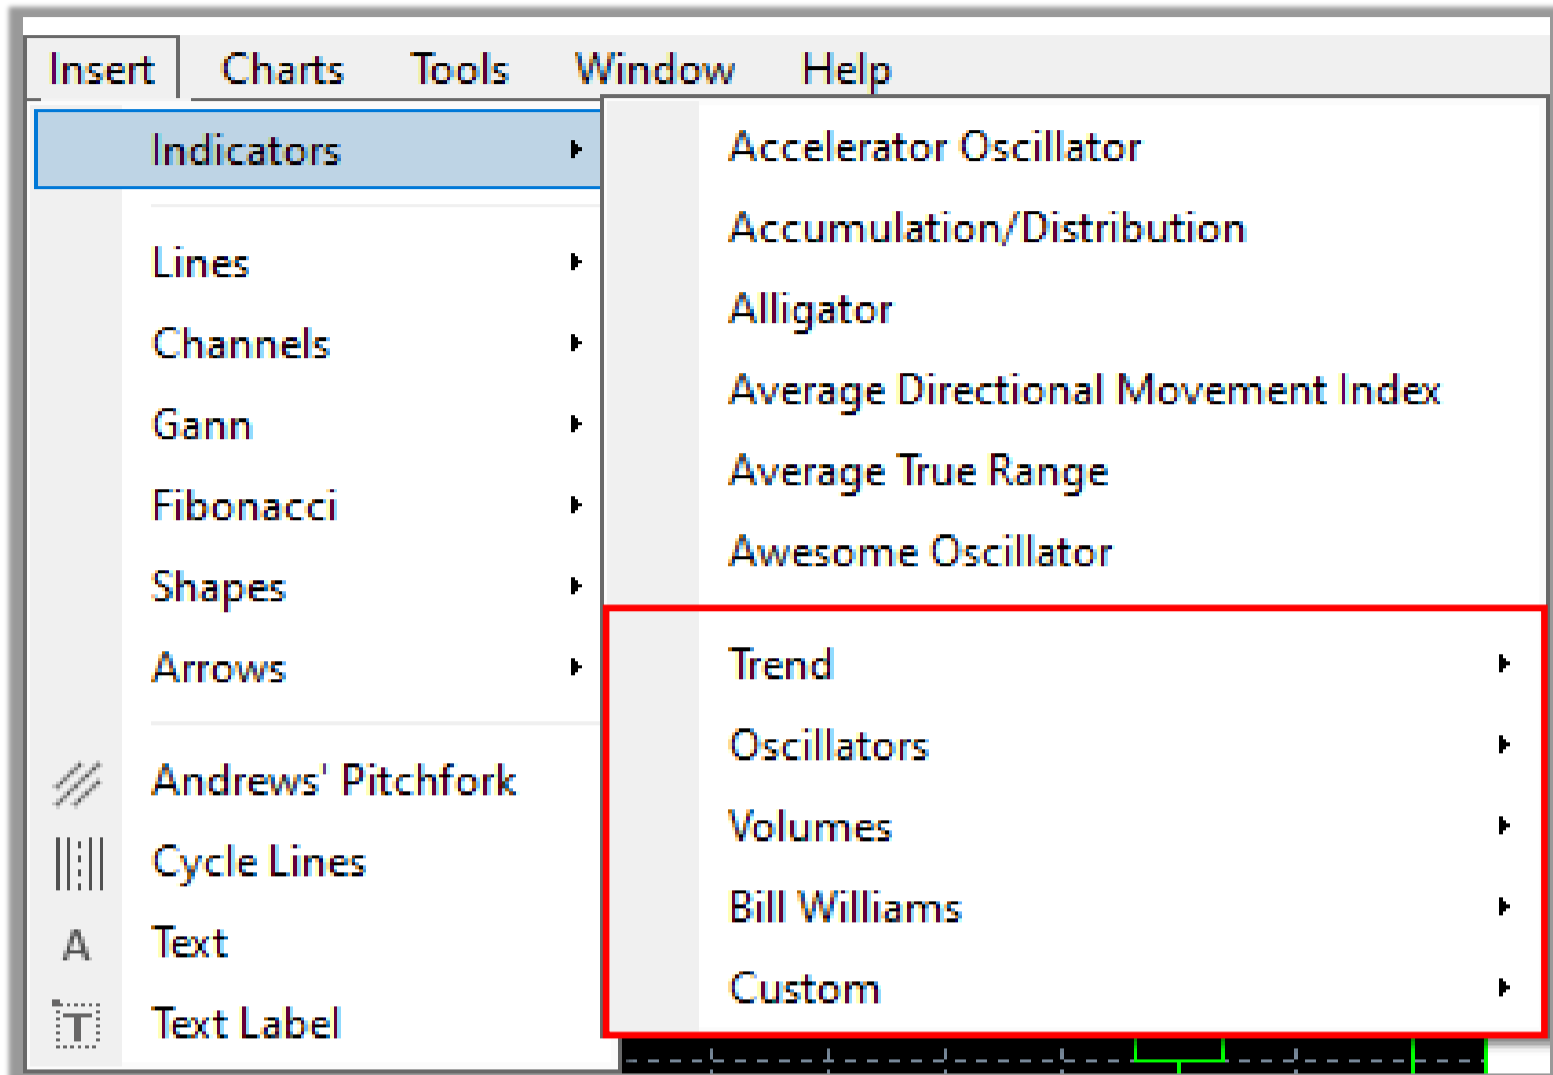 Insert Charts Tools Window Help
Indicators
Lines
Channels
Gann
Fibonacci
Shapes
Arrows
Andrews' Pitchfork
Cycle Lines
A Text
T Text Label
Accelerator Oscillator
Accumulation/Distribution
Alligator
Average Directional Movement Index
Average True Range
Awesome Oscillator
Trend
Oscillators
Volumes
Bill Williams
Custom